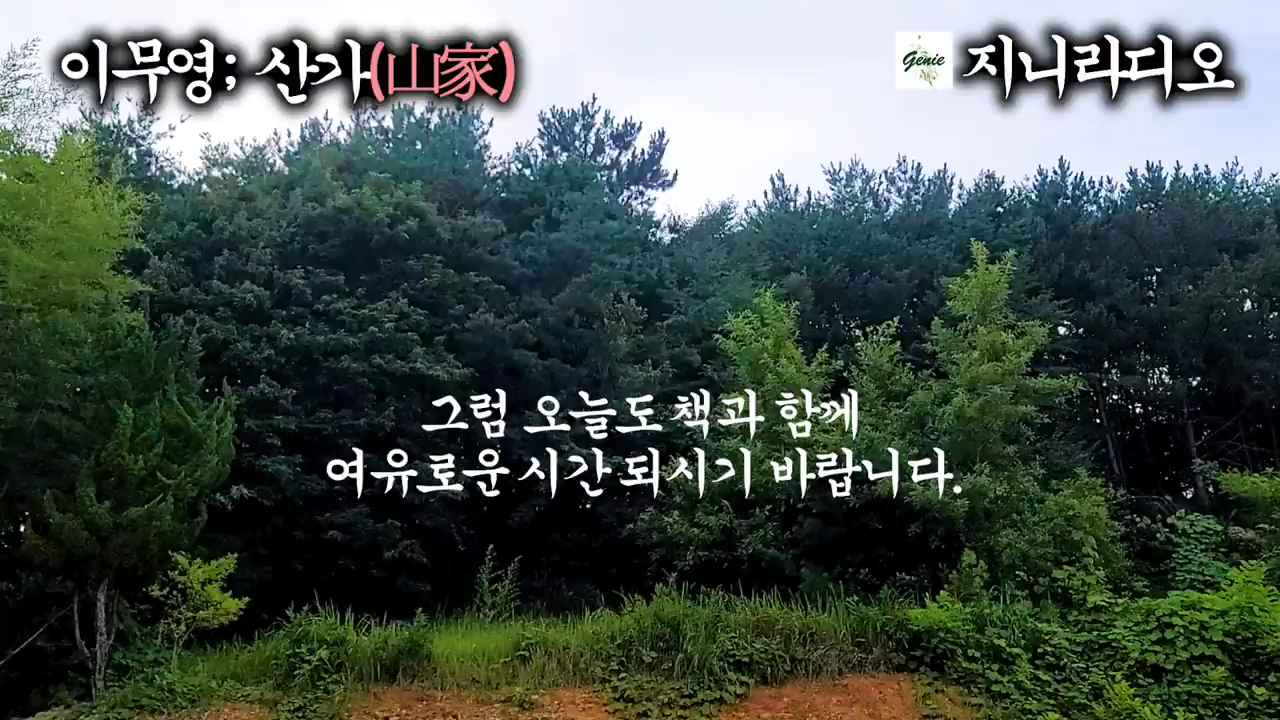 이무영; 산가(山家)
Genie 지니라디오
그럼 오늘도 책과 함께
여유로운 시간 되시기 바랍니다.